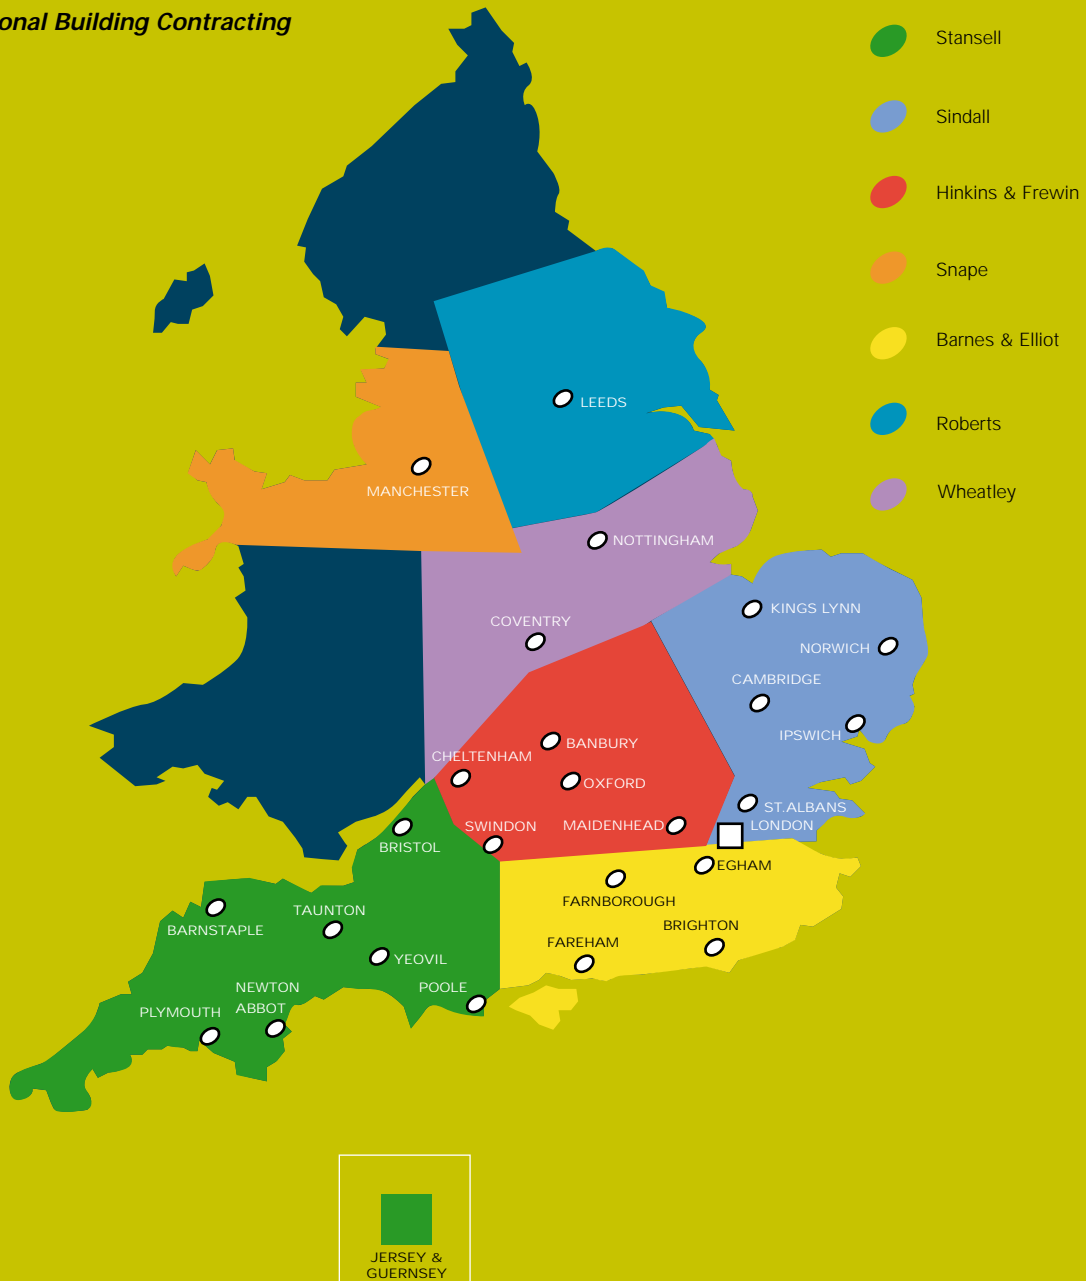 onal Building Contracting
Stansell
Sindall
Hinkins & Frewin
Snape
Barnes & Elliot
Roberts
Wheatley
LEEDS
MANCHESTER
NOTTINGHAM
COVENTRY
KINGS LYNN
NORWICH
CAMBRIDGE
IPSWICH
BANBURY
CHELTENHAM
OXFORD
ST.ALBANS
SWINDON
MAIDENHEAD
LONDON
BRISTOL
EGHAM
FARNBOROUGH
TAUNTON
BARNSTAPLE
BRIGHTON
FAREHAM
YEOVIL
NEWTON
ABBOT
POOLE
PLYMOUTH
JERSEY &
GUERNSEY